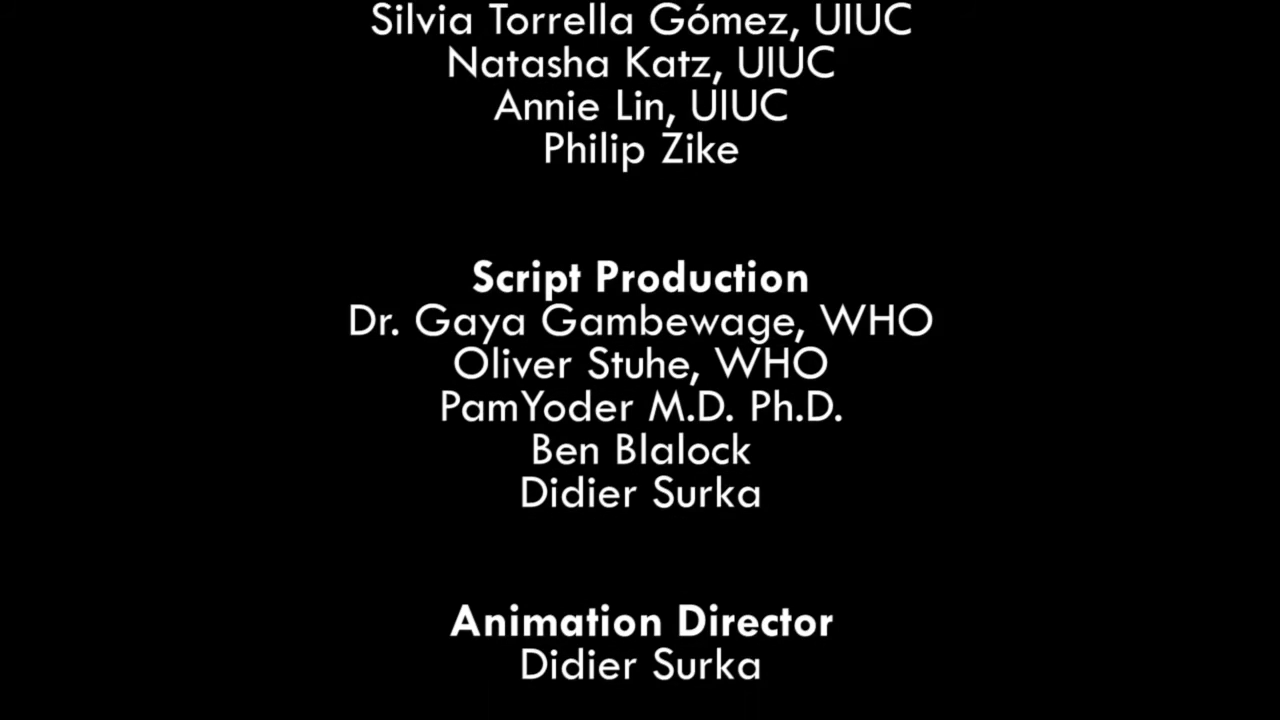 Silvia Torrella Gómez, UIUC
Natasha Katz, UIUC
Annie Lin, UIUC
Philip Zike
Script Production
Dr. Gaya Gambewage, WHO
Oliver Stuhe, WHO
PamYoder M.D. Ph.D.
Ben Blalock
Didier Surka
Animation Director
Didier Surka